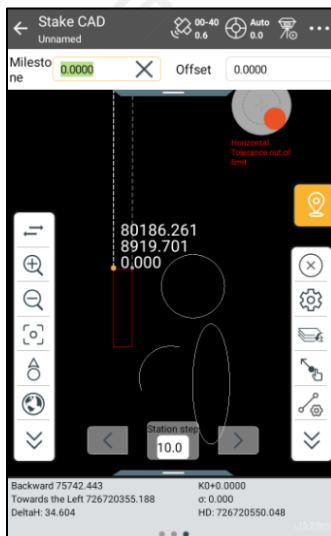 Stake CAD
Unnamed
00-40
0.6
Auto
0.0
Milesto
ne
0.0000
Offset
0.0000
Horizontal
Tolerance out of
limit
80186.261
8919.701
0.000
Station step
10.0
Backward 75742.443
K0+0.0000
Towards the Left 726720355.188
σ: 0.000
DeltaH: 34.604
HD: 726720550.048